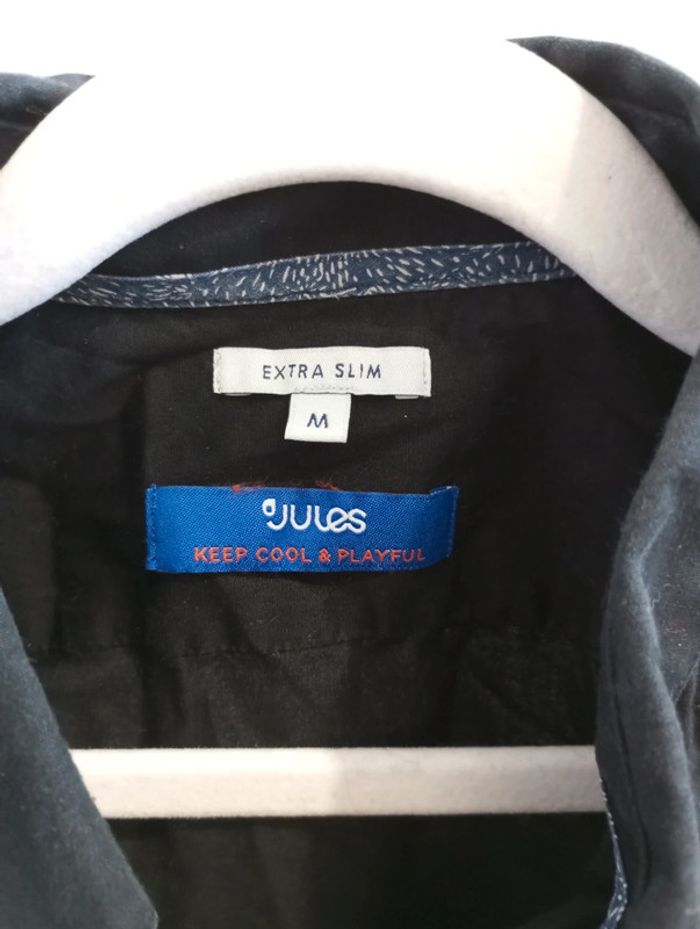 EXTRA SLIM
M
JULES
KEEP COOL & PLAYFUL